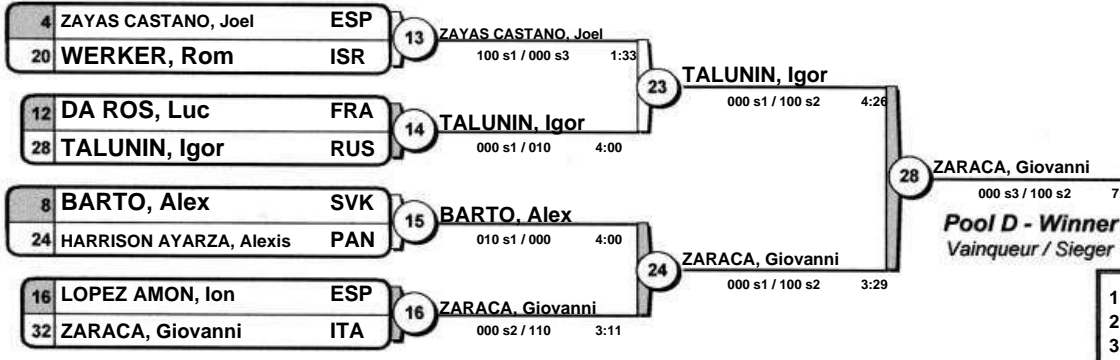 4 ZAYAS CASTANO, Joel ESP
20 WERKER, Rom ISR
13
ZAYAS CASTANO, Joel
100 s1 / 000 s3 1:33
12 DA ROS, Luc FRA
28 TALUNIN, Igor RUS
14
TALUNIN, Igor
000 s1 / 010 4:00
23
TALUNIN, Igor
000 s1 / 100 s2 4:26
8 BARTO, Alex SVK
24 HARRISON AYARZA, Alexis PAN
15
BARTO, Alex
010 s1 / 000 4:00
16 LOPEZ AMON, Ion ESP
32 ZARACA, Giovanni ITA
16
ZARACA, Giovanni
000 s2 / 110 3:11
24
ZARACA, Giovanni
000 s1 / 100 s2 3:29
28
ZARACA, Giovanni
000 s3 / 100 s2 7
Pool D - Winner
Vainqueur / Sieger
1
2
3